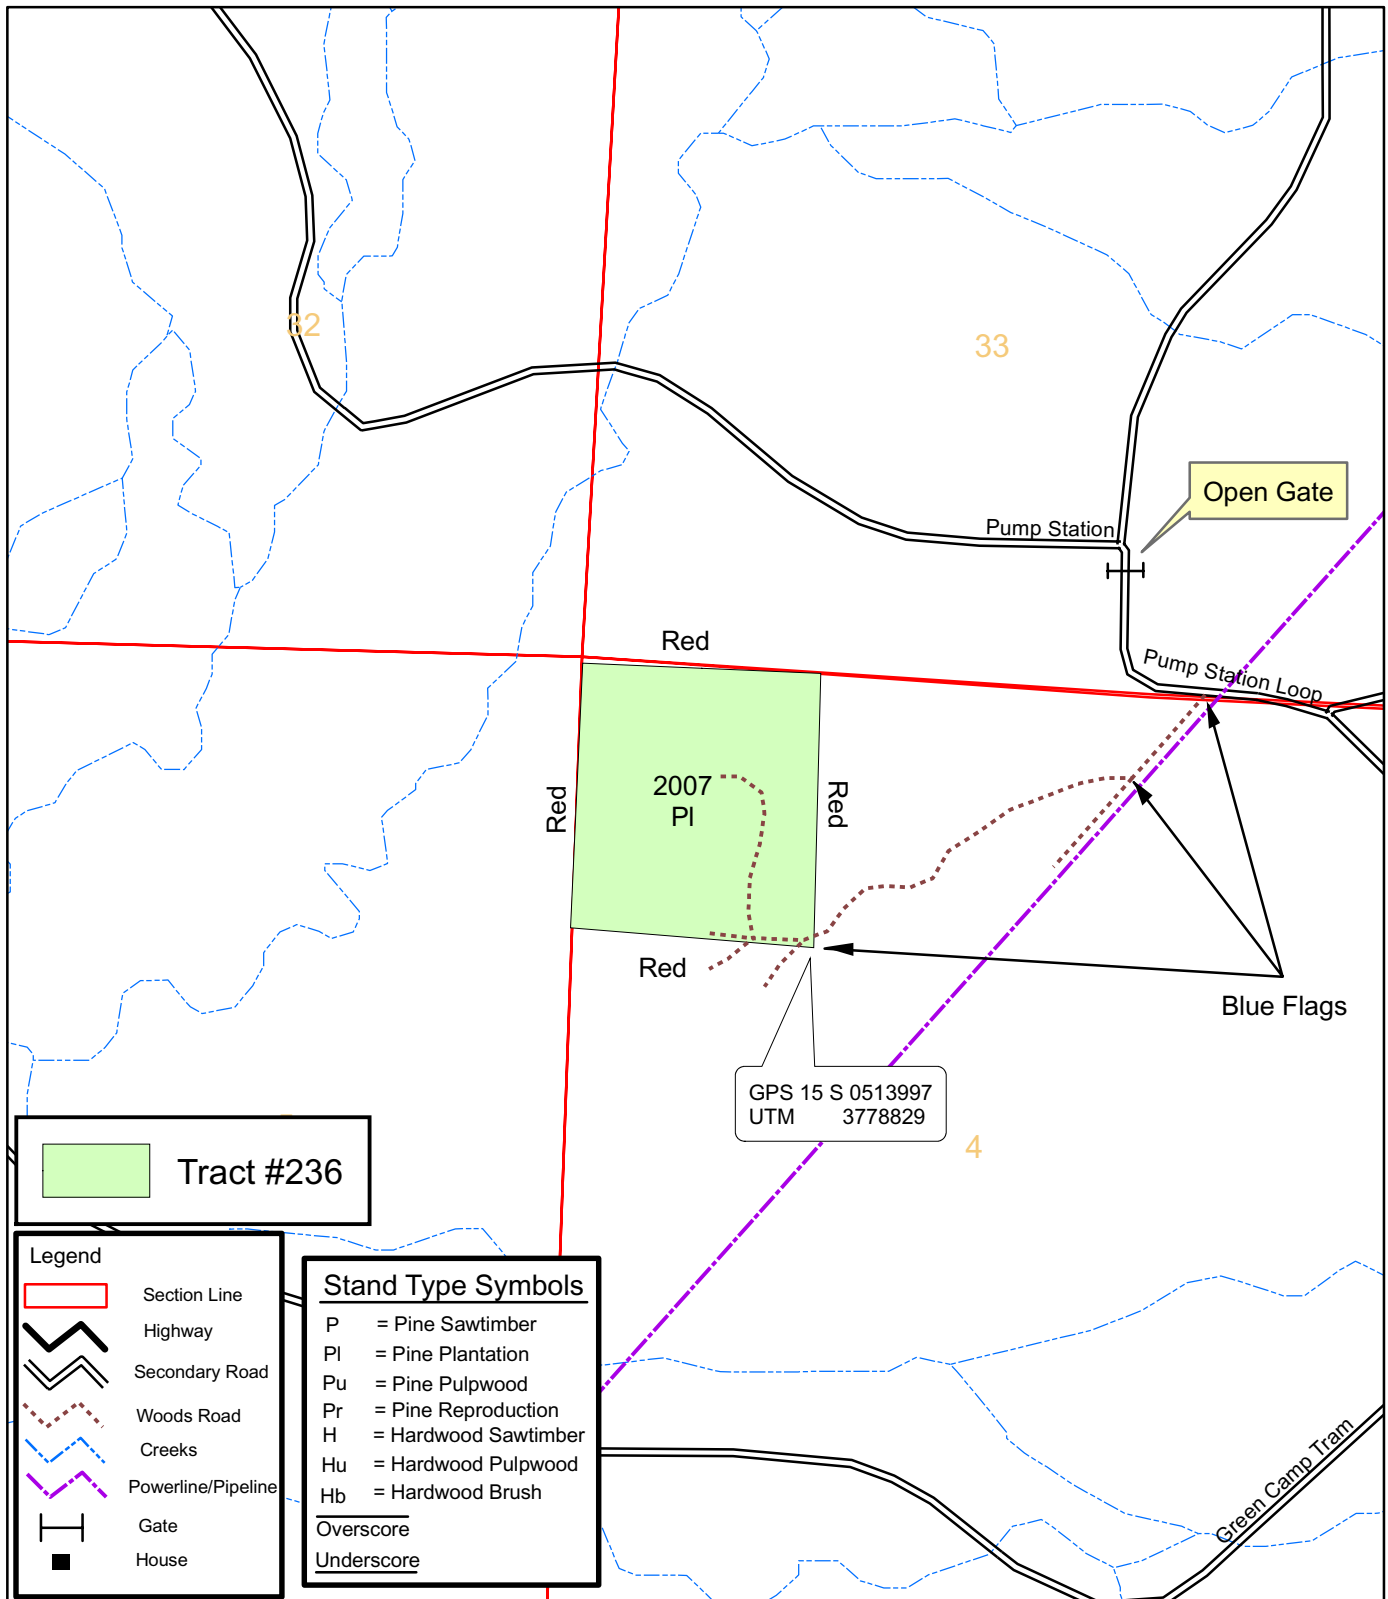 32
33
Open Gate
Pump Station
Red
Pump Station Loop
2007
Pl
Red
Red
Red
Blue Flags
GPS 15 S 0513997
UTM 3778829
4
Tract #236
Legend
Section Line
Highway
Secondary Road
Woods Road
Creeks
Powerline/Pipeline
Gate
House
Stand Type Symbols
P = Pine Sawtimber
Pl = Pine Plantation
Pu = Pine Pulpwood
Pr = Pine Reproduction
H = Hardwood Sawtimber
Hu = Hardwood Pulpwood
Hb = Hardwood Brush
Overscore
Underscore
Green Camp Tram